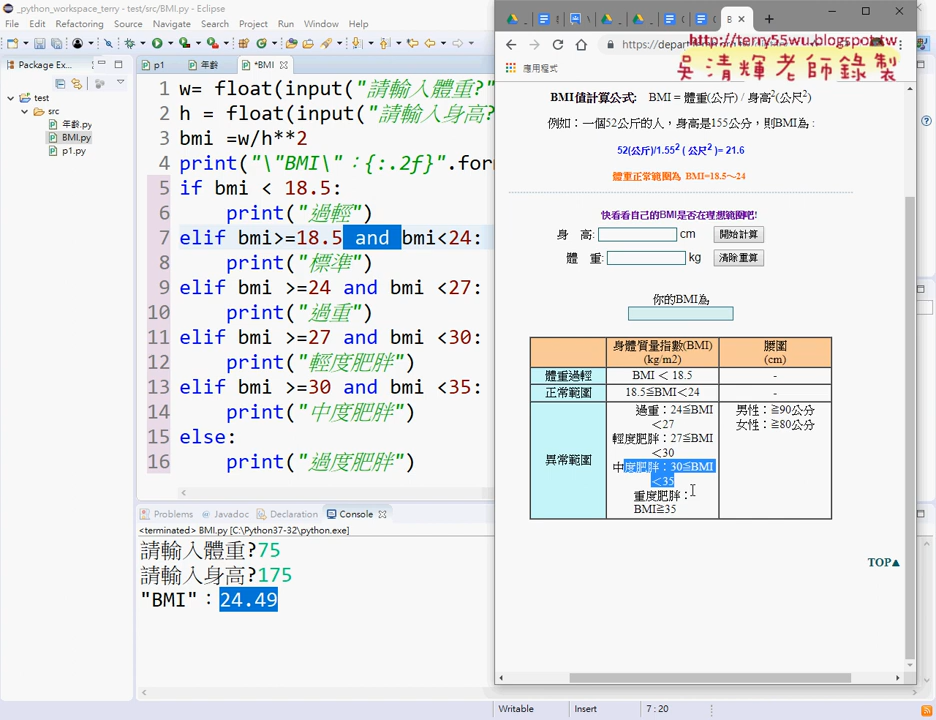 _python_workspace_terry - test/src/BMI.py - Eclipse
File Edit Refactoring Source Navigate Search Project Run Window Help
Package Ex...
p1
年齡
*BMI
test
src
年齡.py
BMI.py
p1.py
1 w= float(input("請輸入體重?"
2 h = float(input("請輸入身高?
3 bmi =w/h**2
4 print("\"BMI\"：{:.2f}".for
5 if bmi < 18.5:
6 print("過輕")
7 elif bmi>=18.5 and bmi<24:
8 print("標準")
9 elif bmi >=24 and bmi <27:
10 print("過重")
11 elif bmi >=27 and bmi <30:
12 print("輕度肥胖")
13 elif bmi >=30 and bmi <35:
14 print("中度肥胖")
15 else:
16 print("過度肥胖")
Problems Javadoc Declaration Console
<terminated> BMI.py [C:\Python37-32\python.exe]
請輸入體重?75
請輸入身高?175
"BMI"：24.49
Writable Insert 7 : 20
B
https://depar
http://terry55wu.blogspot.tw
吳清輝老師錄製
應用程式
BMI值計算公式: BMI = 體重(公斤) / 身高²(公尺²)
例如：一個52公斤的人，身高是155公分，則BMI為 :
52(公斤)/1.55² ( 公尺² )= 21.6
體重正常範圍為 BMI=18.5～24
快看看自己的BMI是否在理想範圍吧!
身 高: cm 開始計算
體 重: kg 清除重算
你的BMI為
身體質量指數(BMI) (kg/m2)
腰圍 (cm)
體重過輕 BMI < 18.5 -
正常範圍 18.5≦BMI＜24 -
異常範圍
過重：24≦BMI
＜27
輕度肥胖：27≦BMI
＜30
中度肥胖：30≦BMI
＜35
重度肥胖：
BMI≧35
男性：≧90公分
女性：≧80公分
TOP▲